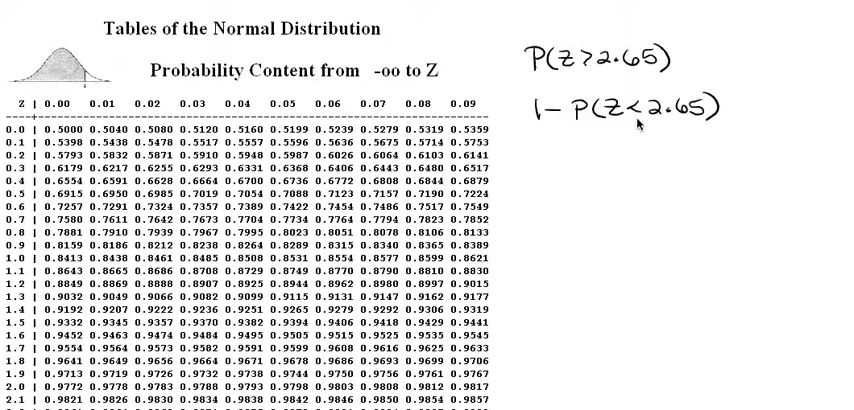 Tables of the Normal Distribution
Probability Content from -oo to Z
P(Z>2.65)
1-P(Z<2.65)
Z | 0.00 0.01 0.02 0.03 0.04 0.05 0.06 0.07 0.08 0.09
0.0 | 0.5000 0.5040 0.5080 0.5120 0.5160 0.5199 0.5239 0.5279 0.5319 0.5359
0.1 | 0.5398 0.5438 0.5478 0.5517 0.5557 0.5596 0.5636 0.5675 0.5714 0.5753
0.2 | 0.5793 0.5832 0.5871 0.5910 0.5948 0.5987 0.6026 0.6064 0.6103 0.6141
0.3 | 0.6179 0.6217 0.6255 0.6293 0.6331 0.6368 0.6406 0.6443 0.6480 0.6517
0.4 | 0.6554 0.6591 0.6628 0.6664 0.6700 0.6736 0.6772 0.6808 0.6844 0.6879
0.5 | 0.6915 0.6950 0.6985 0.7019 0.7054 0.7088 0.7123 0.7157 0.7190 0.7224
0.6 | 0.7257 0.7291 0.7324 0.7357 0.7389 0.7422 0.7454 0.7486 0.7517 0.7549
0.7 | 0.7580 0.7611 0.7642 0.7673 0.7704 0.7734 0.7764 0.7794 0.7823 0.7852
0.8 | 0.7881 0.7910 0.7939 0.7967 0.7995 0.8023 0.8051 0.8078 0.8106 0.8133
0.9 | 0.8159 0.8186 0.8212 0.8238 0.8264 0.8289 0.8315 0.8340 0.8365 0.8389
1.0 | 0.8413 0.8438 0.8461 0.8485 0.8508 0.8531 0.8554 0.8577 0.8599 0.8621
1.1 | 0.8643 0.8665 0.8686 0.8708 0.8729 0.8749 0.8770 0.8790 0.8810 0.8830
1.2 | 0.8849 0.8869 0.8888 0.8907 0.8925 0.8944 0.8962 0.8980 0.8997 0.9015
1.3 | 0.9032 0.9049 0.9066 0.9082 0.9099 0.9115 0.9131 0.9147 0.9162 0.9177
1.4 | 0.9192 0.9207 0.9222 0.9236 0.9251 0.9265 0.9279 0.9292 0.9306 0.9319
1.5 | 0.9332 0.9345 0.9357 0.9370 0.9382 0.9394 0.9406 0.9418 0.9429 0.9441
1.6 | 0.9452 0.9463 0.9474 0.9484 0.9495 0.9505 0.9515 0.9525 0.9535 0.9545
1.7 | 0.9554 0.9564 0.9573 0.9582 0.9591 0.9599 0.9608 0.9616 0.9625 0.9633
1.8 | 0.9641 0.9649 0.9656 0.9664 0.9671 0.9678 0.9686 0.9693 0.9699 0.9706
1.9 | 0.9713 0.9719 0.9726 0.9732 0.9738 0.9744 0.9750 0.9756 0.9761 0.9767
2.0 | 0.9772 0.9778 0.9783 0.9788 0.9793 0.9798 0.9803 0.9808 0.9812 0.9817
2.1 | 0.9821 0.9826 0.9830 0.9834 0.9838 0.9842 0.9846 0.9850 0.9854 0.9857